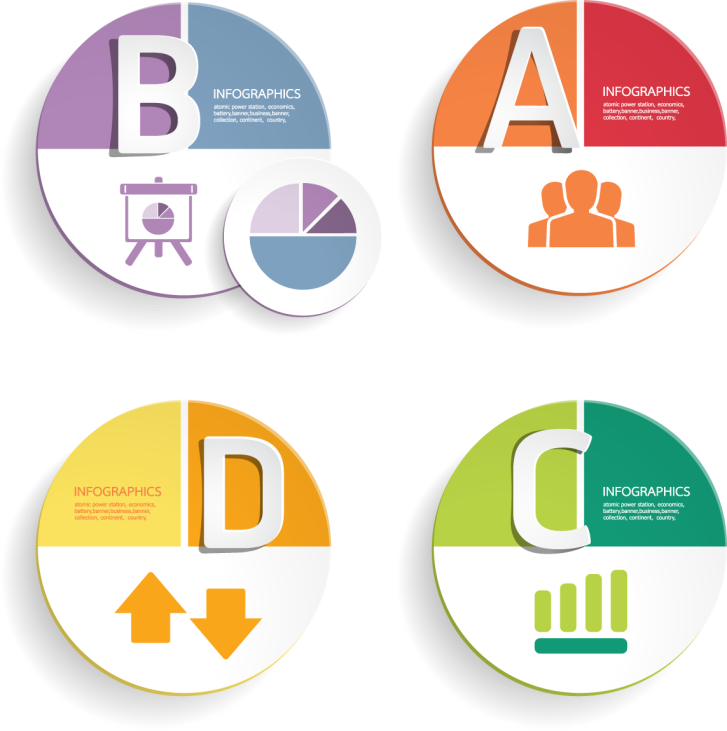 B
INFOGRAPHICS
atomic power station, economics,
battery,banner,business,banner,
collection, continent, country,
A
INFOGRAPHICS
atomic power station, economics,
battery,banner,business,banner,
collection, continent, country,
INFOGRAPHICS
atomic power station, economics,
battery,banner,business,banner,
collection, continent, country,
D
C
INFOGRAPHICS
atomic power station, economics,
battery,banner,business,banner,
collection, continent, country,